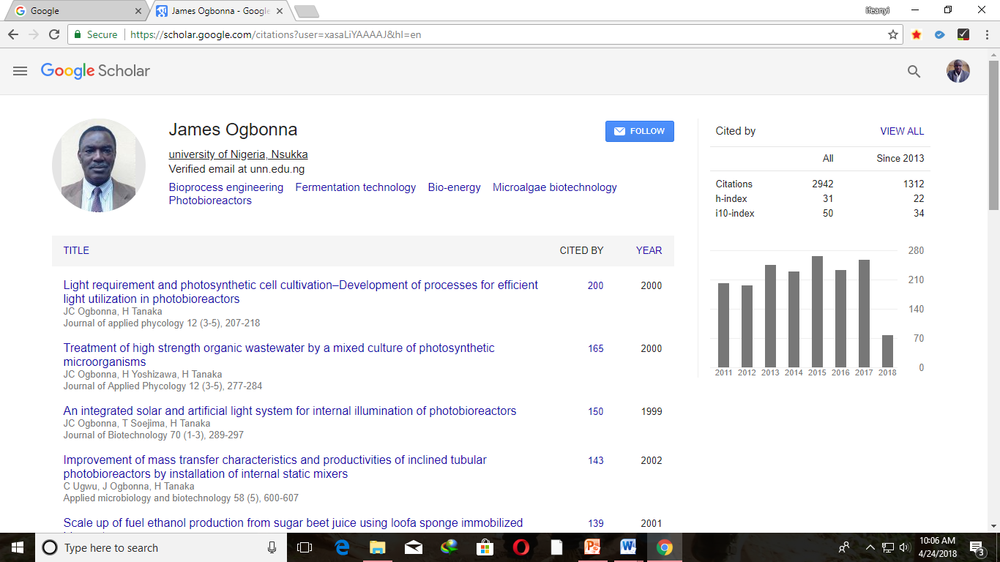 Google
James Ogbonna - Google
ifeanyi
Secure
https://scholar.google.com/citations?user=xasaLiYAAAAJ&hl=en
Google Scholar
James Ogbonna
FOLLOW
university of Nigeria, Nsukka
Verified email at unn.edu.ng
Bioprocess engineering Fermentation technology Bio-energy Microalgae biotechnology
Photobioreactors
TITLE CITED BY YEAR
Light requirement and photosynthetic cell cultivation–Development of processes for efficient 200 2000
light utilization in photobioreactors
JC Ogbonna, H Tanaka
Journal of applied phycology 12 (3-5), 207-218
Treatment of high strength organic wastewater by a mixed culture of photosynthetic 165 2000
microorganisms
JC Ogbonna, H Yoshizawa, H Tanaka
Journal of Applied Phycology 12 (3-5), 277-284
An integrated solar and artificial light system for internal illumination of photobioreactors 150 1999
JC Ogbonna, T Soejima, H Tanaka
Journal of Biotechnology 70 (1-3), 289-297
Improvement of mass transfer characteristics and productivities of inclined tubular 143 2002
photobioreactors by installation of internal static mixers
C Ugwu, J Ogbonna, H Tanaka
Applied microbiology and biotechnology 58 (5), 600-607
Scale up of fuel ethanol production from sugar beet juice using loofa sponge immobilized 139 2001
Cited by VIEW ALL
All Since 2013
Citations 2942 1312
h-index 31 22
i10-index 50 34
280
210
140
70
0
2011 2012 2013 2014 2015 2016 2017 2018
Type here to search
10:06 AM
4/24/2018
3